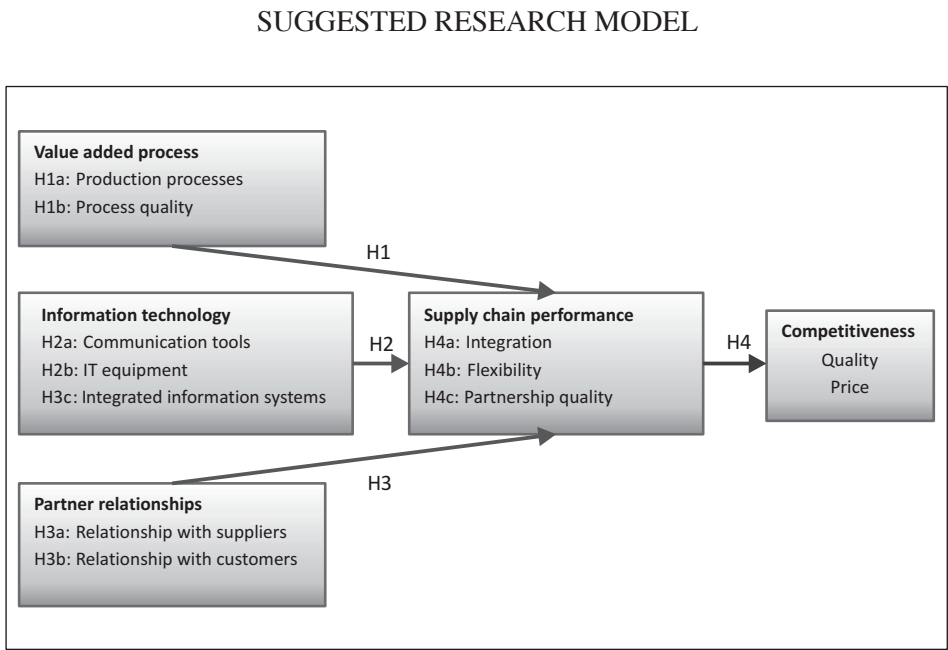 SUGGESTED RESEARCH MODEL
Value added process
H1a: Production processes
H1b: Process quality
H1
Information technology
H2a: Communication tools
H2b: IT equipment
H3c: Integrated information systems
H2
Supply chain performance
H4a: Integration
H4b: Flexibility
H4c: Partnership quality
H4
Competitiveness
Quality
Price
H3
Partner relationships
H3a: Relationship with suppliers
H3b: Relationship with customers